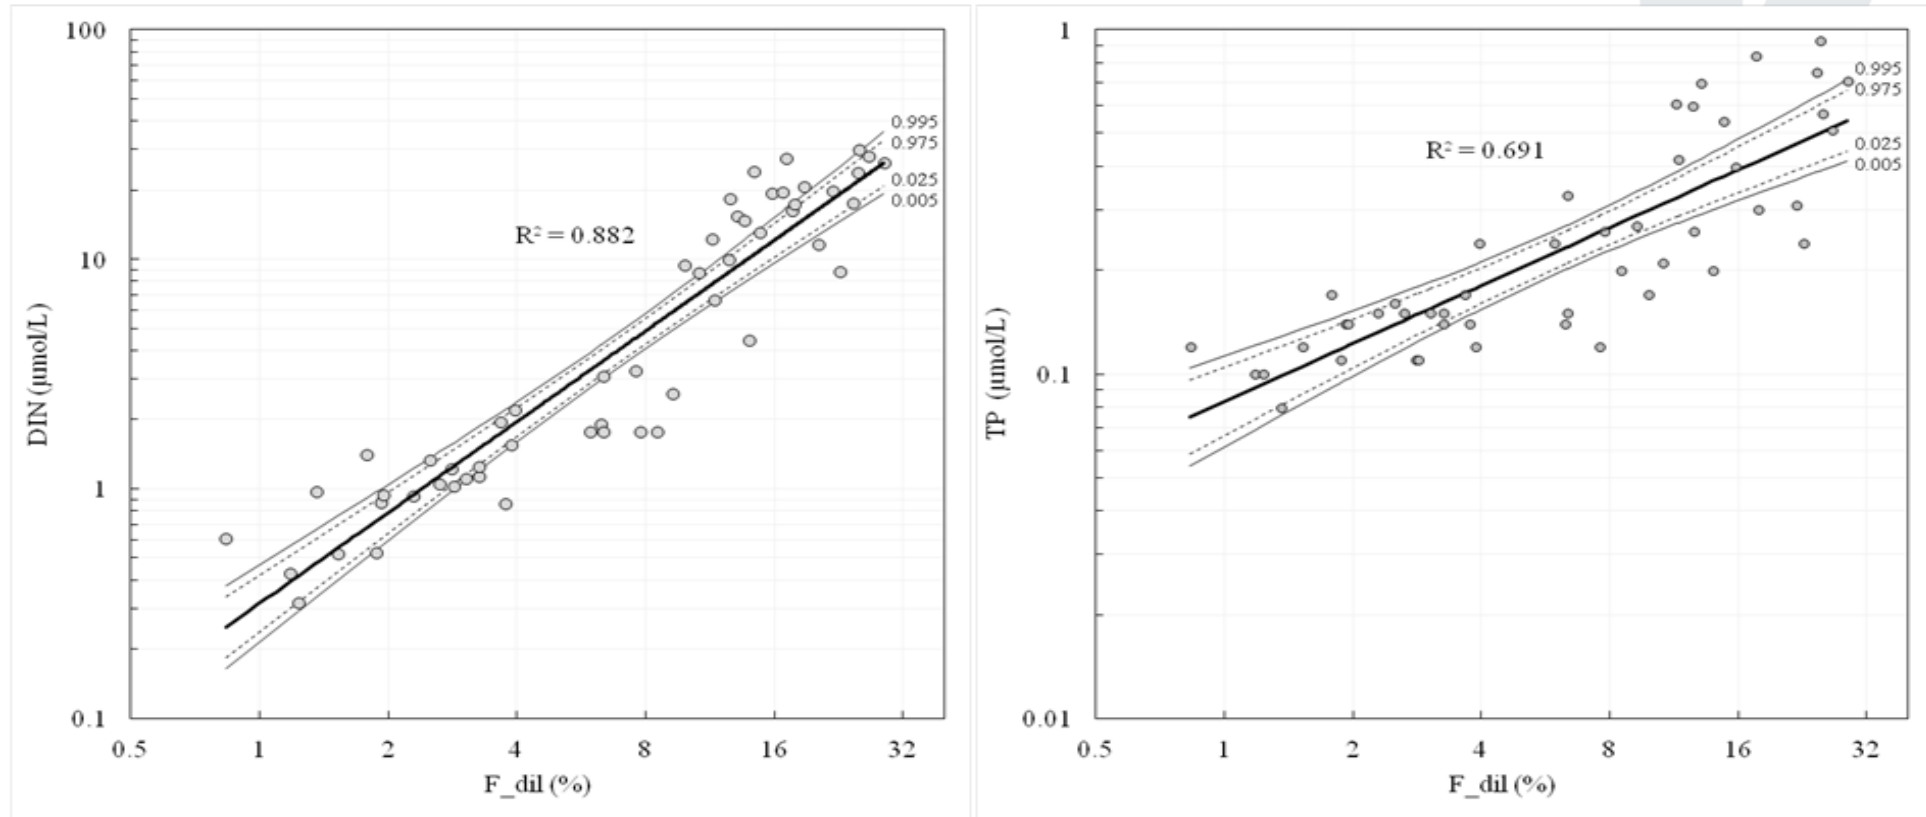 100
10
1
0.1
DIN (µmol/L)
0.5 1 2 4 8 16 32
F_dil (%)
R² = 0.882
0.995
0.975
0.025
0.005
1
0.1
0.01
TP (µmol/L)
0.5 1 2 4 8 16 32
F_dil (%)
R² = 0.691
0.995
0.975
0.025
0.005